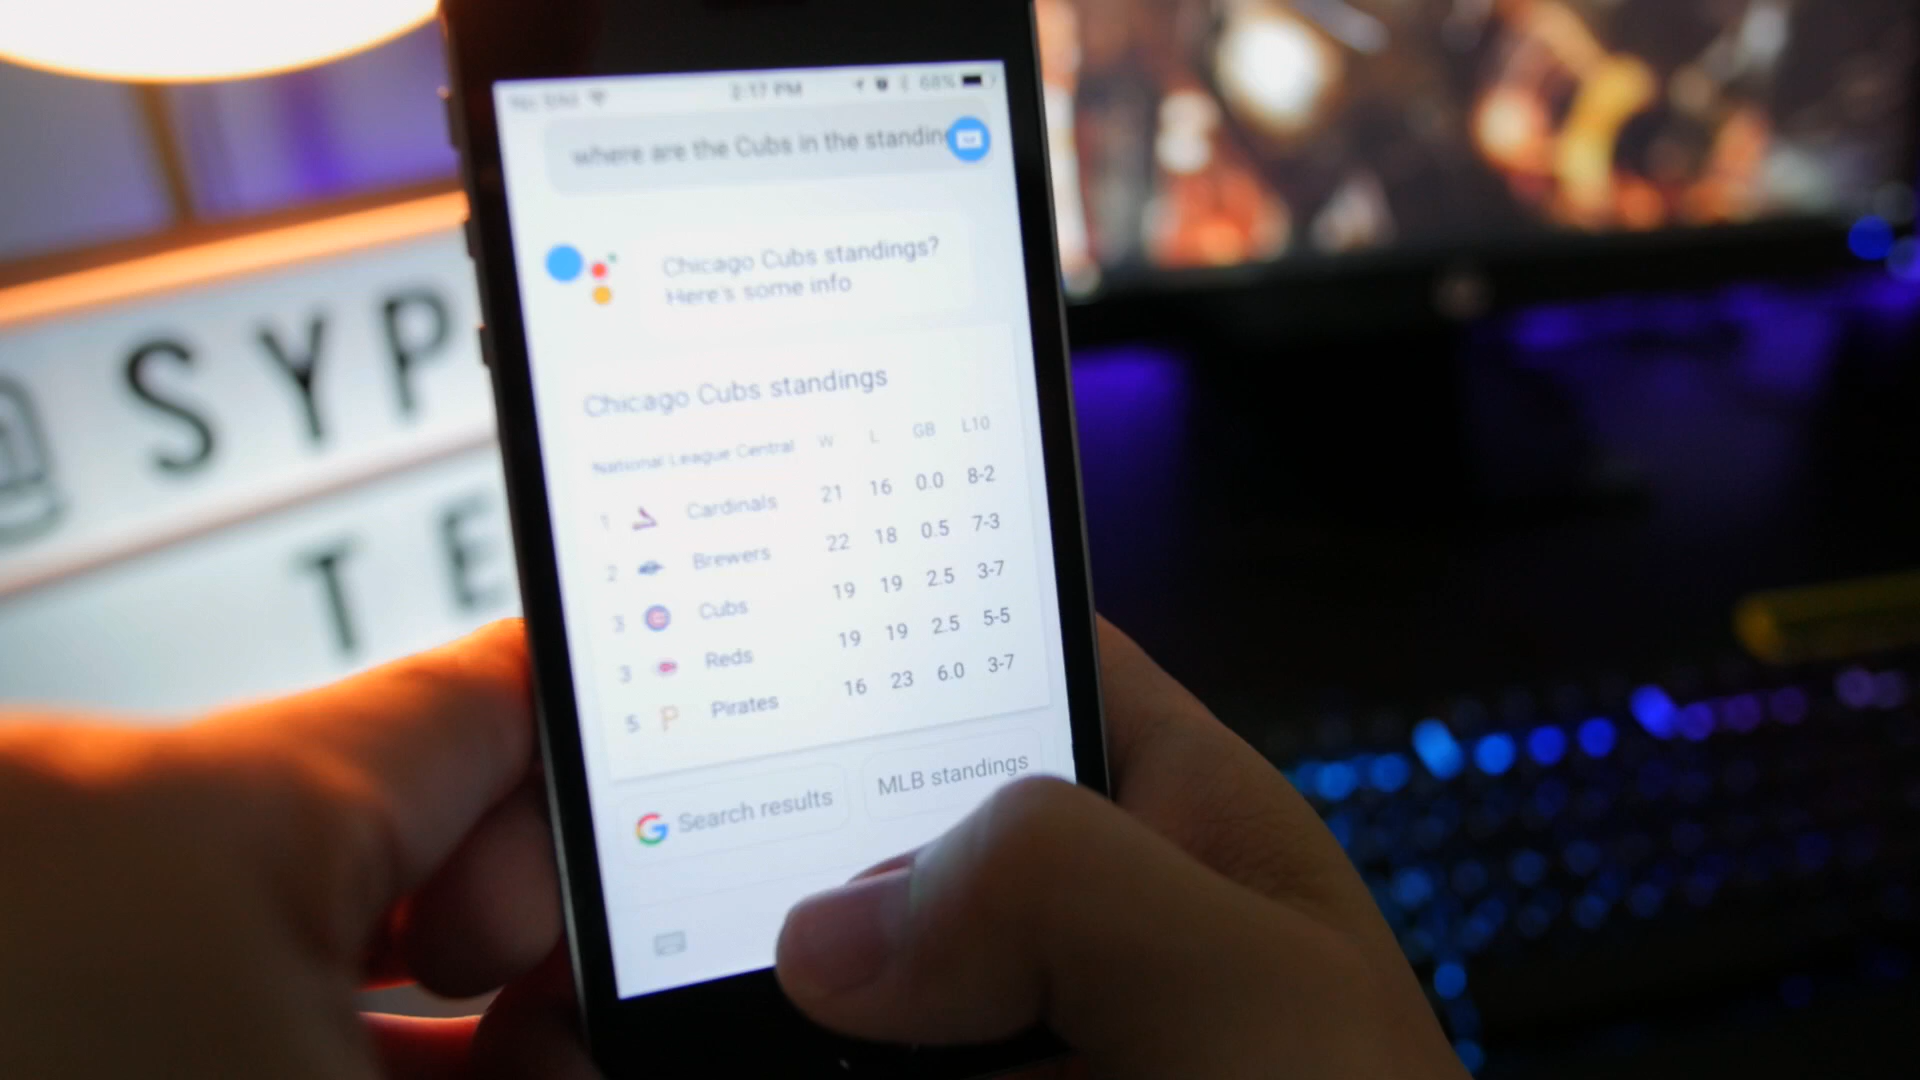 2:17 PM 68%
where are the Cubs in the standin
Chicago Cubs standings?
Here's some info
Chicago Cubs standings
National League Central W L GB L10
1 Cardinals 21 16 0.0 8-2
2 Brewers 22 18 0.5 7-3
3 Cubs 19 19 2.5 3-7
3 Reds 19 19 2.5 5-5
5 P Pirates 16 23 6.0 3-7
G Search results MLB standings
@SYP
TE